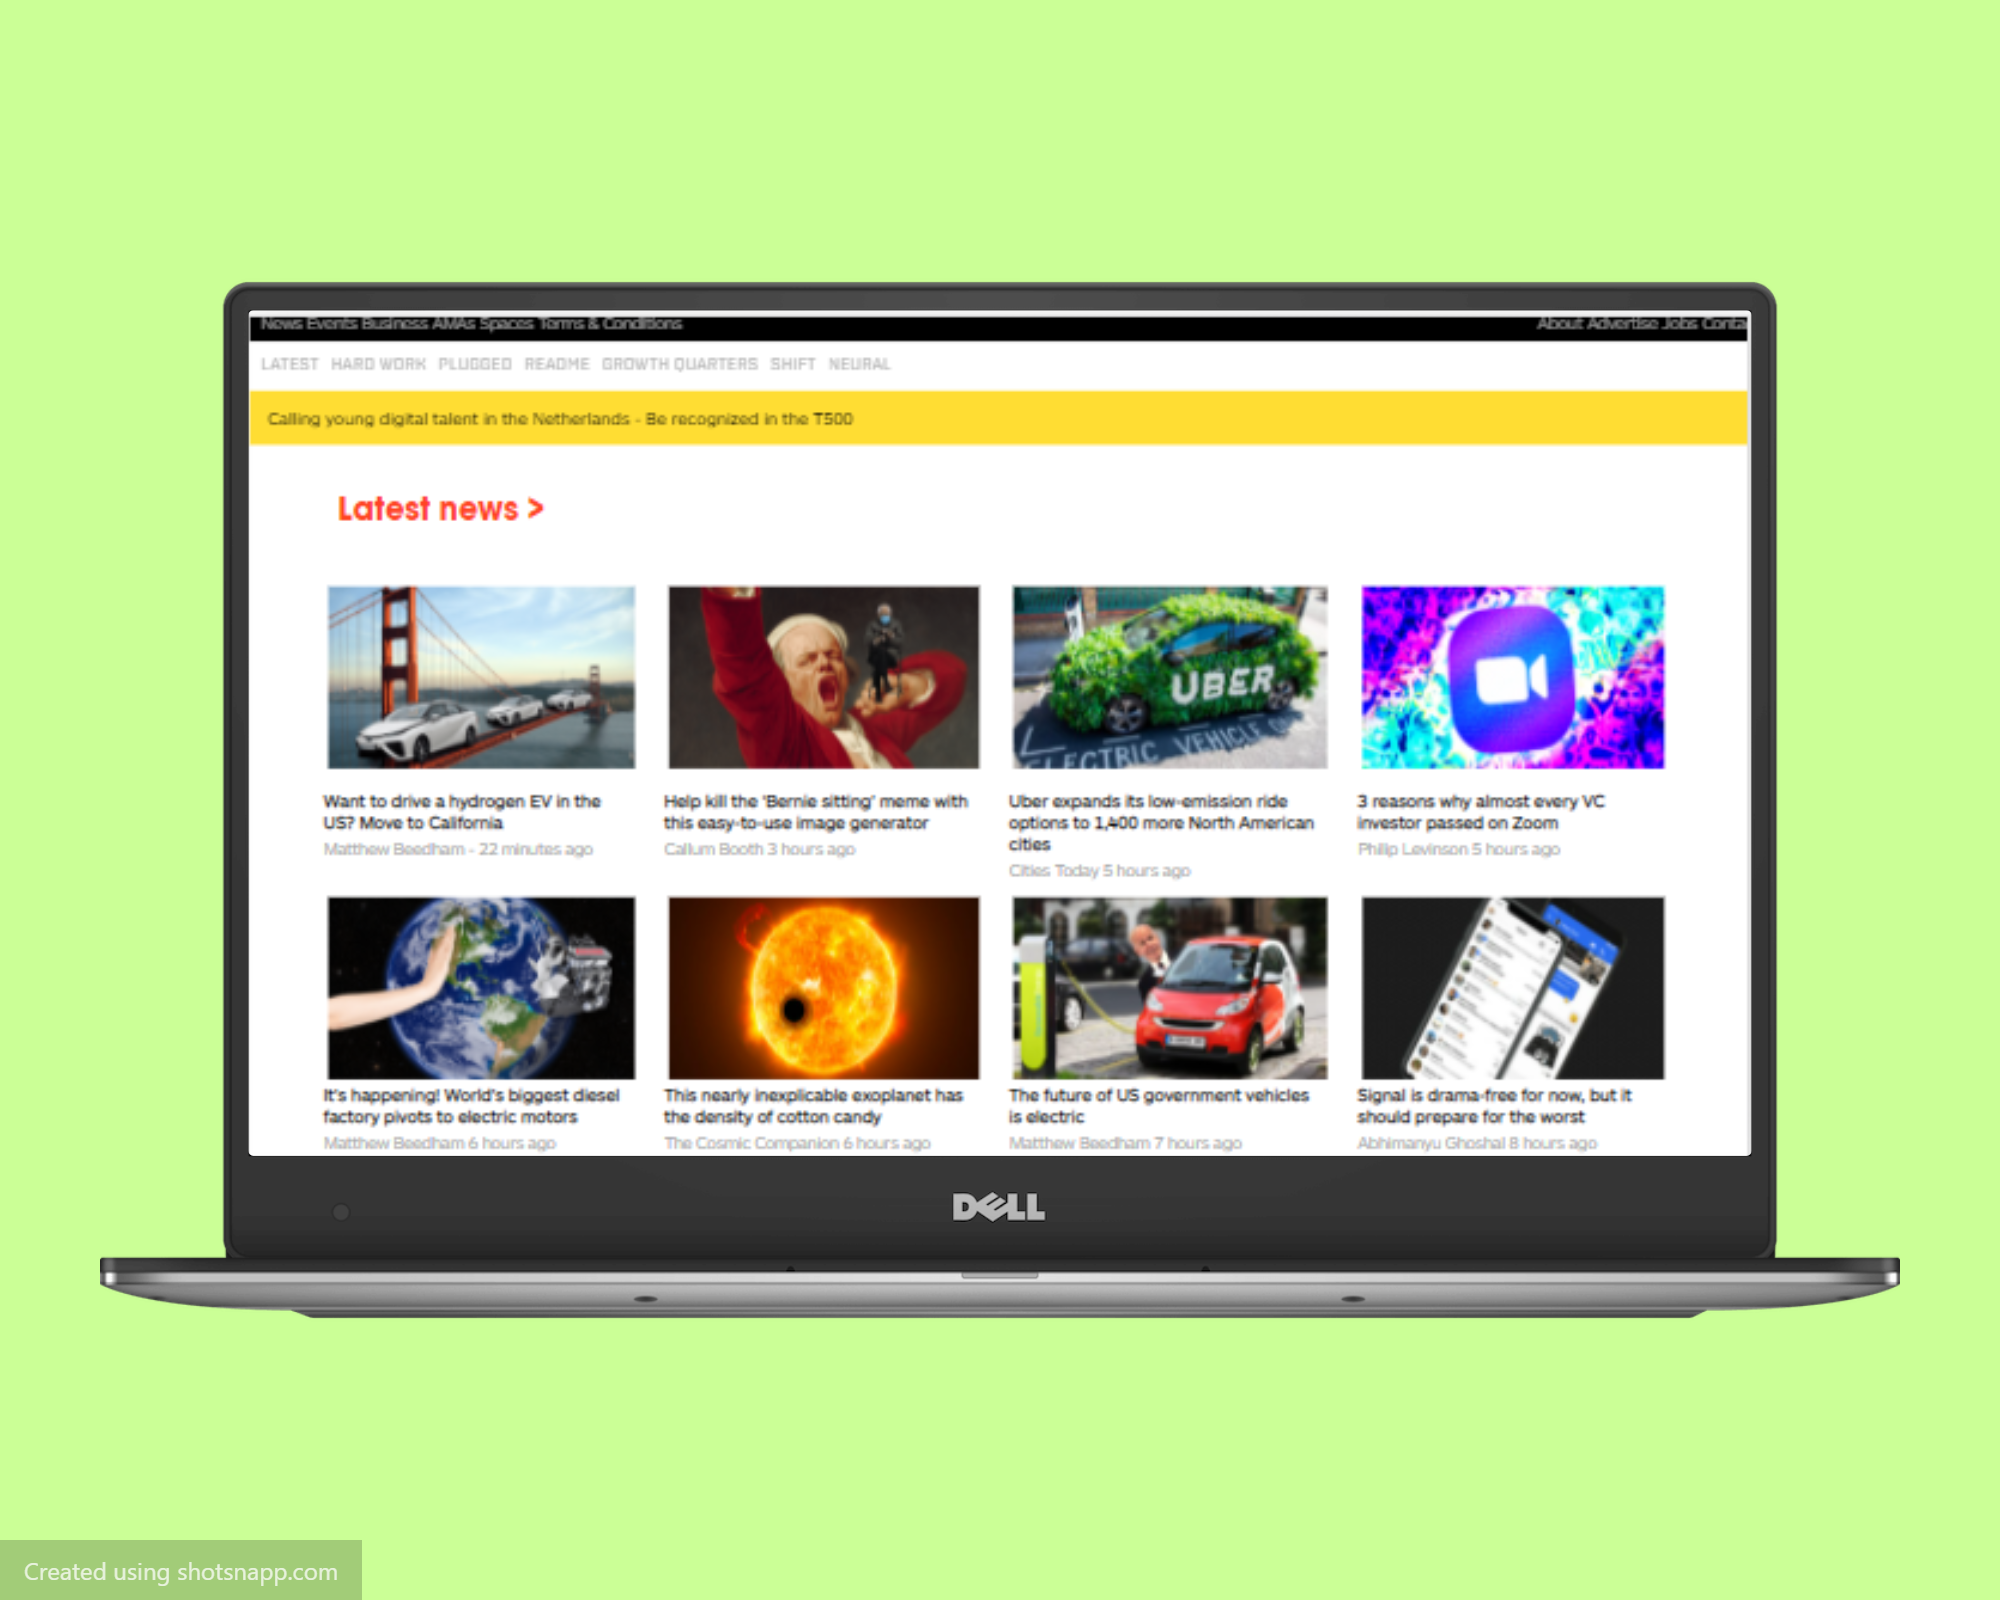 News Events Business AMAs Spaces Terms & Conditions
About Advertise Jobs Conta
LATEST HARD WORK PLUGGED README GROWTH QUARTERS SHIFT NEURAL
Calling young digital talent in the Netherlands - Be recognized in the T500
Latest news >
UBER
ELECTRIC VEHICLE
Want to drive a hydrogen EV in the
US? Move to California
Matthew Beedham - 22 minutes ago
Help kill the 'Bernie sitting' meme with
this easy-to-use image generator
Callum Booth 3 hours ago
Uber expands its low-emission ride
options to 1,400 more North American
cities
Cities Today 5 hours ago
3 reasons why almost every VC
investor passed on Zoom
Philip Levinson 5 hours ago
It's happening! World's biggest diesel
factory pivots to electric motors
Matthew Beedham 6 hours ago
This nearly inexplicable exoplanet has
the density of cotton candy
The Cosmic Companion 6 hours ago
The future of US government vehicles
is electric
Matthew Beedham 7 hours ago
Signal is drama-free for now, but it
should prepare for the worst
Abhimanyu Ghoshal 8 hours ago
DELL
Created using shotsnapp.com